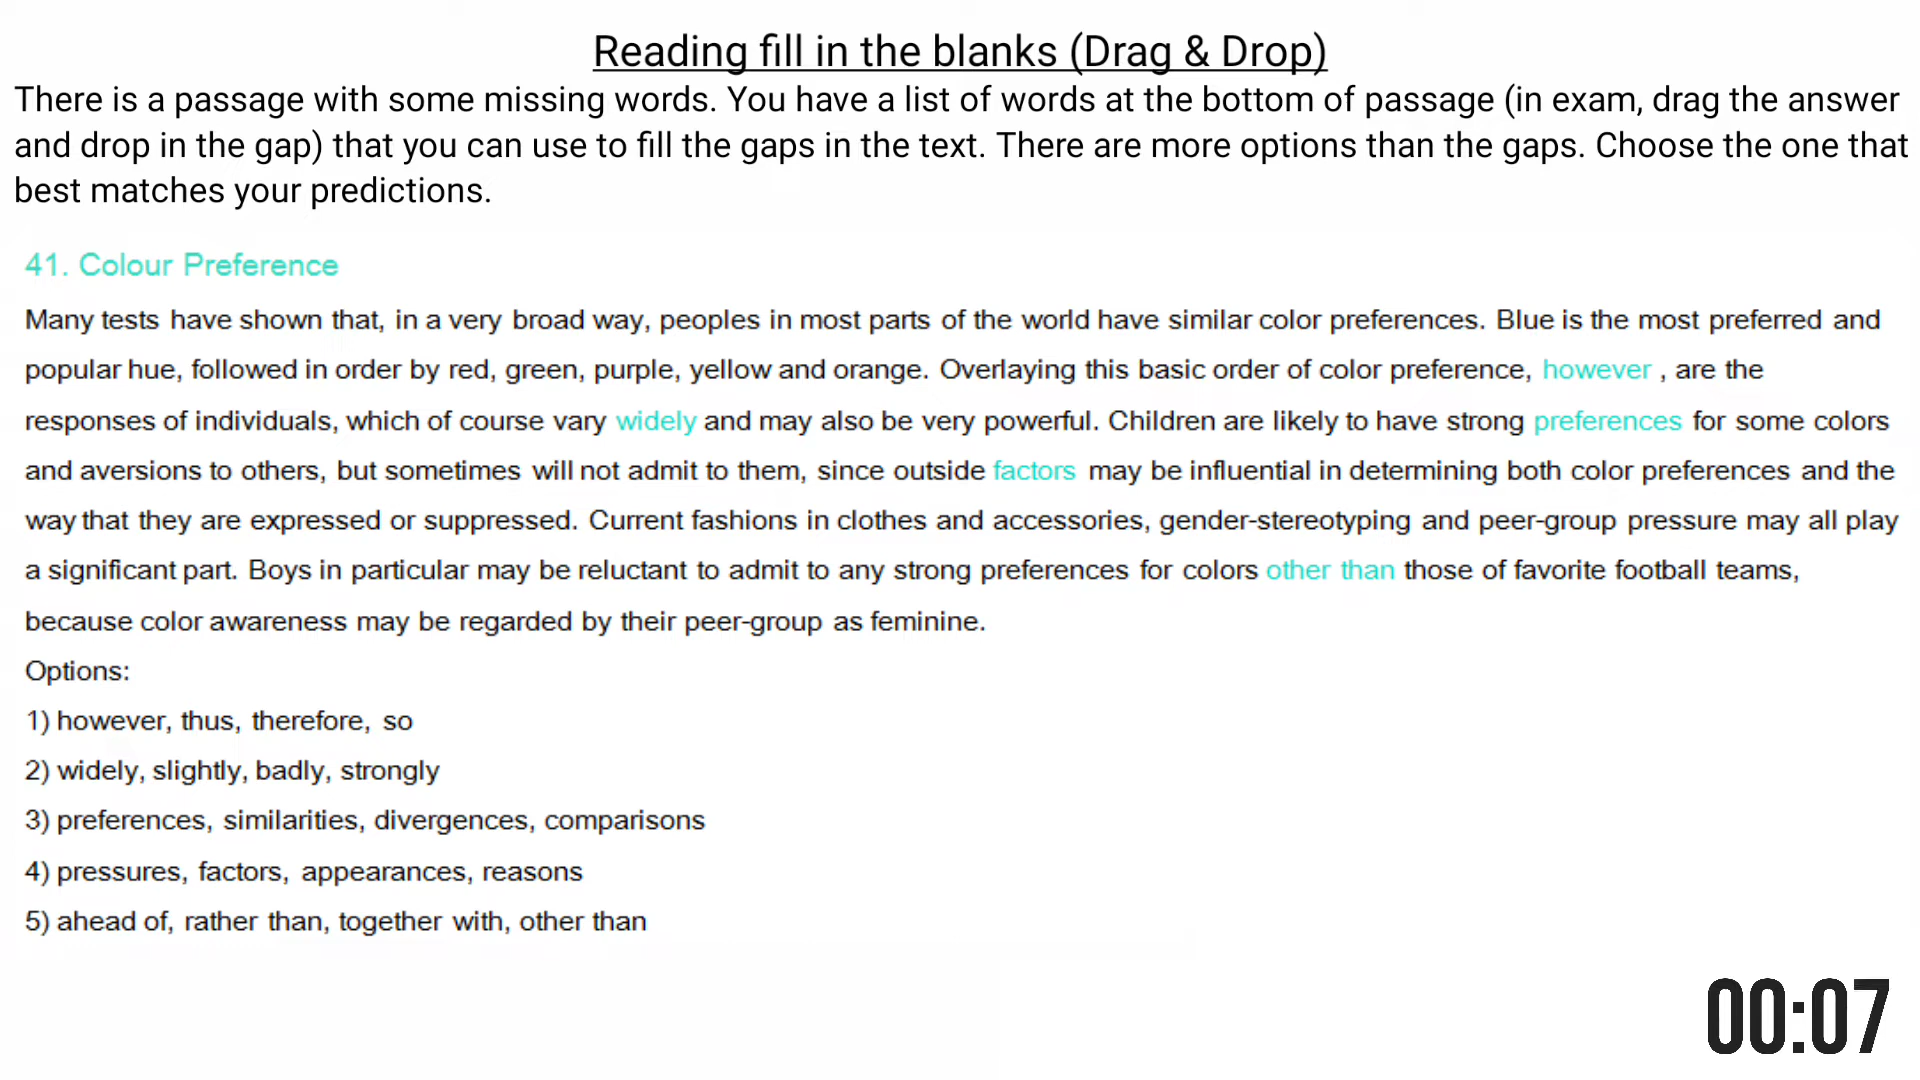 Reading fill in the blanks (Drag & Drop)
There is a passage with some missing words. You have a list of words at the bottom of passage (in exam, drag the answer
and drop in the gap) that you can use to fill the gaps in the text. There are more options than the gaps. Choose the one that
best matches your predictions.
41. Colour Preference
Many tests have shown that, in a very broad way, peoples in most parts of the world have similar color preferences. Blue is the most preferred and
popular hue, followed in order by red, green, purple, yellow and orange. Overlaying this basic order of color preference, however , are the
responses of individuals, which of course vary widely and may also be very powerful. Children are likely to have strong preferences for some colors
and aversions to others, but sometimes will not admit to them, since outside factors may be influential in determining both color preferences and the
way that they are expressed or suppressed. Current fashions in clothes and accessories, gender-stereotyping and peer-group pressure may all play
a significant part. Boys in particular may be reluctant to admit to any strong preferences for colors other than those of favorite football teams,
because color awareness may be regarded by their peer-group as feminine.
Options:
1) however, thus, therefore, so
2) widely, slightly, badly, strongly
3) preferences, similarities, divergences, comparisons
4) pressures, factors, appearances, reasons
5) ahead of, rather than, together with, other than
00:07